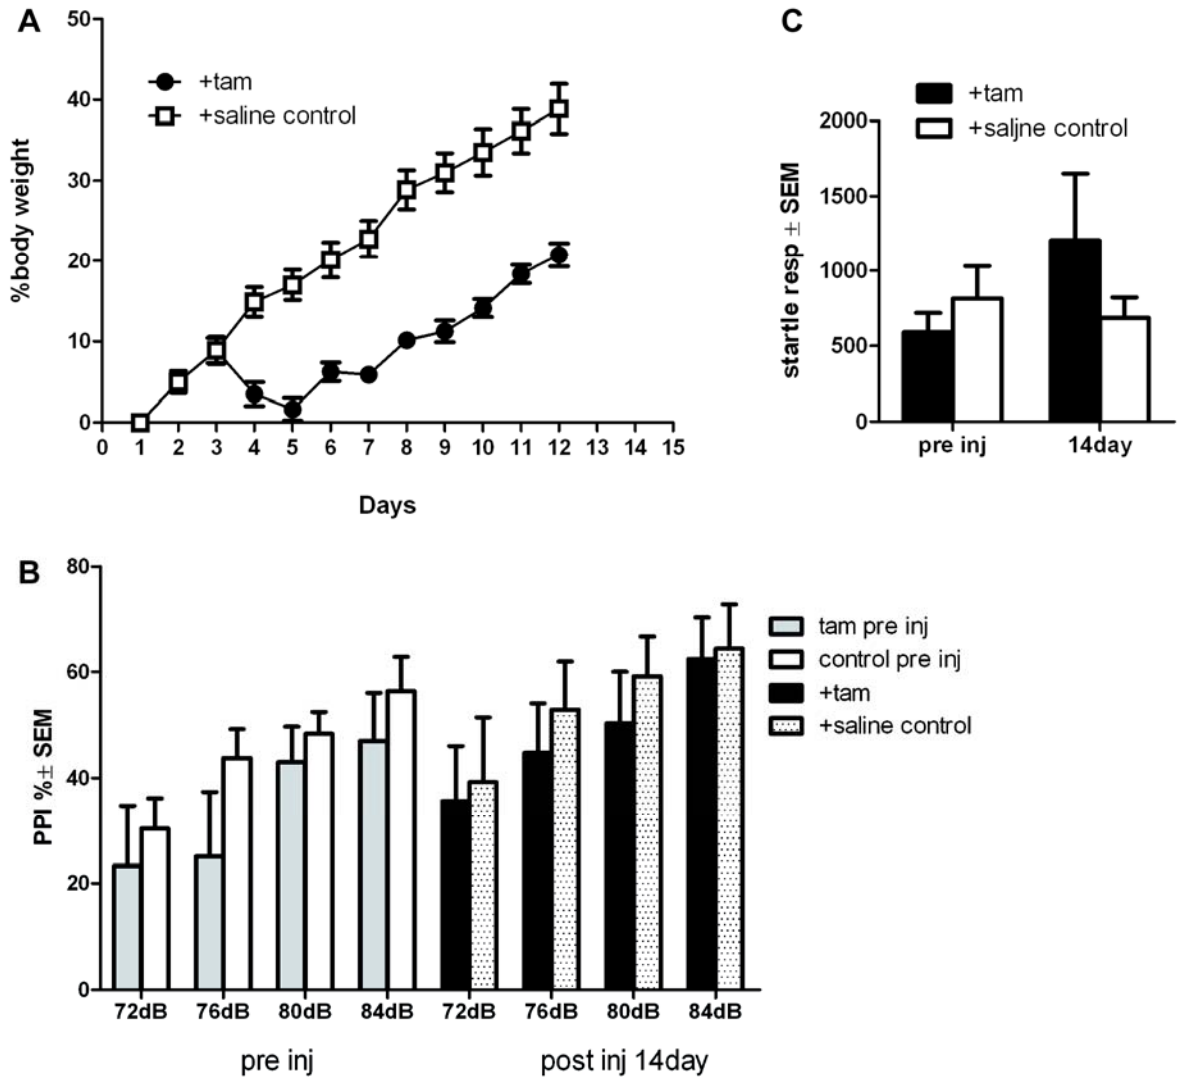 A
50
40
30
20
10
0
%body weight
+tam
+saline control
0 1 2 3 4 5 6 7 8 9 10 11 12 13 14 15
Days
C
+tam
+saljne control
2000
1500
1000
500
0
startle resp ± SEM
pre inj 14day
B
80
60
40
20
0
PPI %± SEM
tam pre inj
control pre inj
+tam
+saline control
72dB 76dB 80dB 84dB 72dB 76dB 80dB 84dB
pre inj post inj 14day